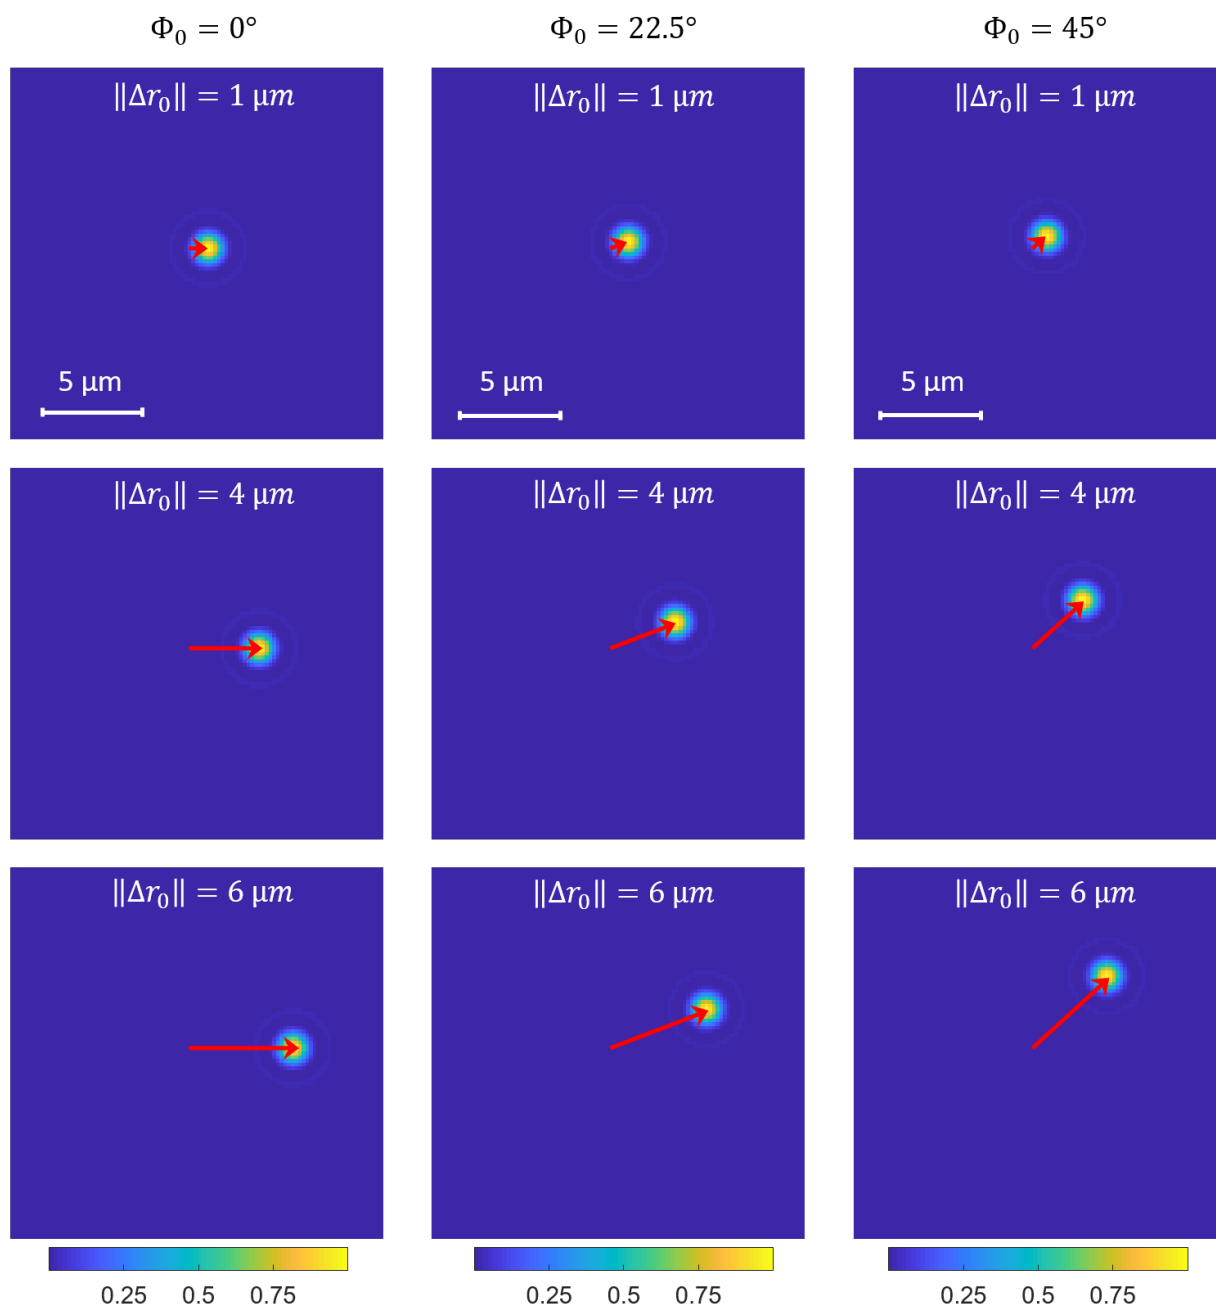 Φ₀ = 0° Φ₀ = 22.5° Φ₀ = 45°
‖Δr₀‖ = 1 μm ‖Δr₀‖ = 1 μm ‖Δr₀‖ = 1 μm
5 μm 5 μm 5 μm
‖Δr₀‖ = 4 μm ‖Δr₀‖ = 4 μm ‖Δr₀‖ = 4 μm
‖Δr₀‖ = 6 μm ‖Δr₀‖ = 6 μm ‖Δr₀‖ = 6 μm
0.25 0.5 0.75 0.25 0.5 0.75 0.25 0.5 0.75